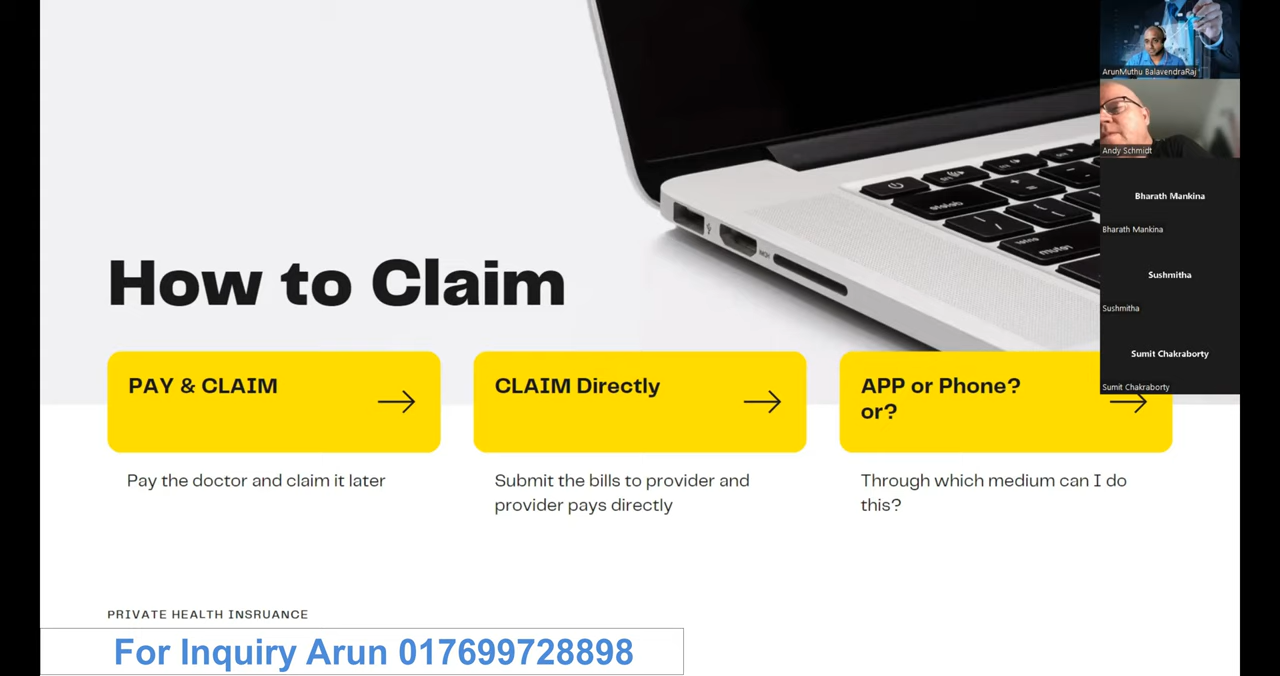 How to Claim
PAY & CLAIM
Pay the doctor and claim it later
CLAIM Directly
Submit the bills to provider and
provider pays directly
APP or Phone?
or?
Through which medium can I do
this?
PRIVATE HEALTH INSRUANCE
For Inquiry Arun 017699728898
ArunMuthu BalavendraRaj
Andy Schmidt
Bharath Mankina
Bharath Mankina
Sushmitha
Sushmitha
Sumit Chakraborty
Sumit Chakraborty